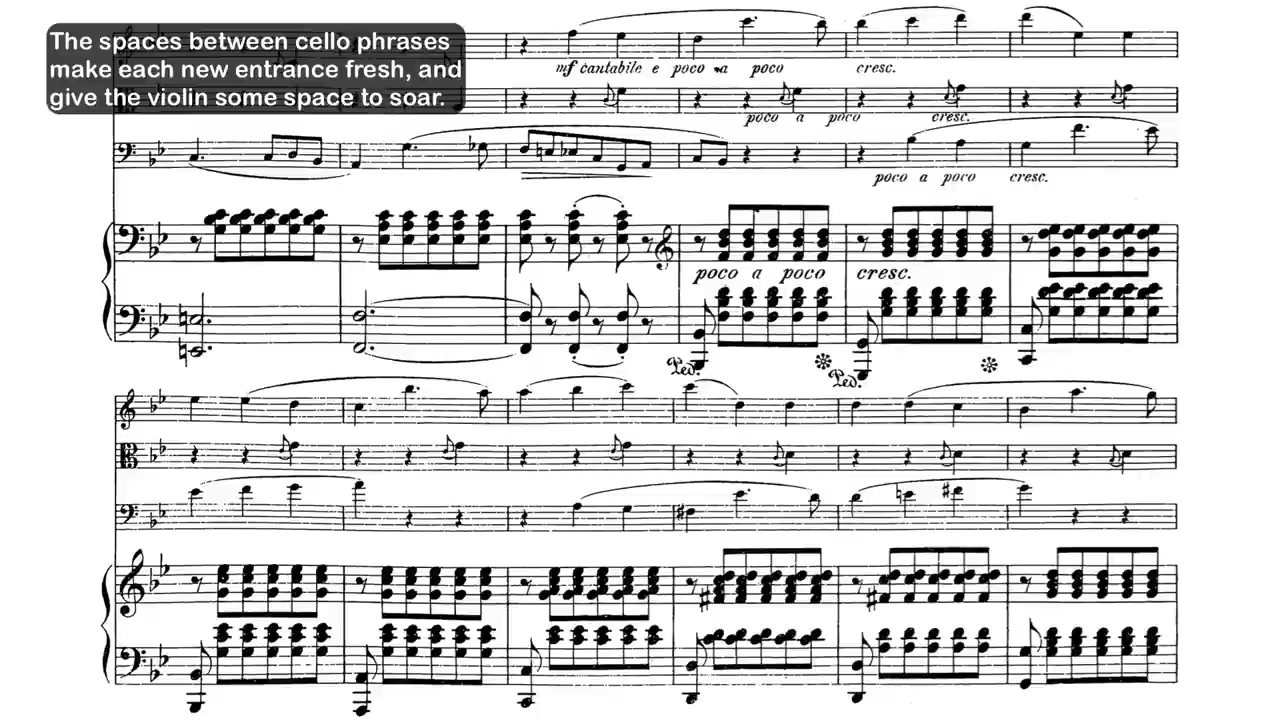 The spaces between cello phrases
make each new entrance fresh, and
give the violin some space to soar.
mf cantabile e poco a poco cresc.
poco a poco cresc.
poco a poco cresc.
poco a poco cresc.
Ped. Ped.